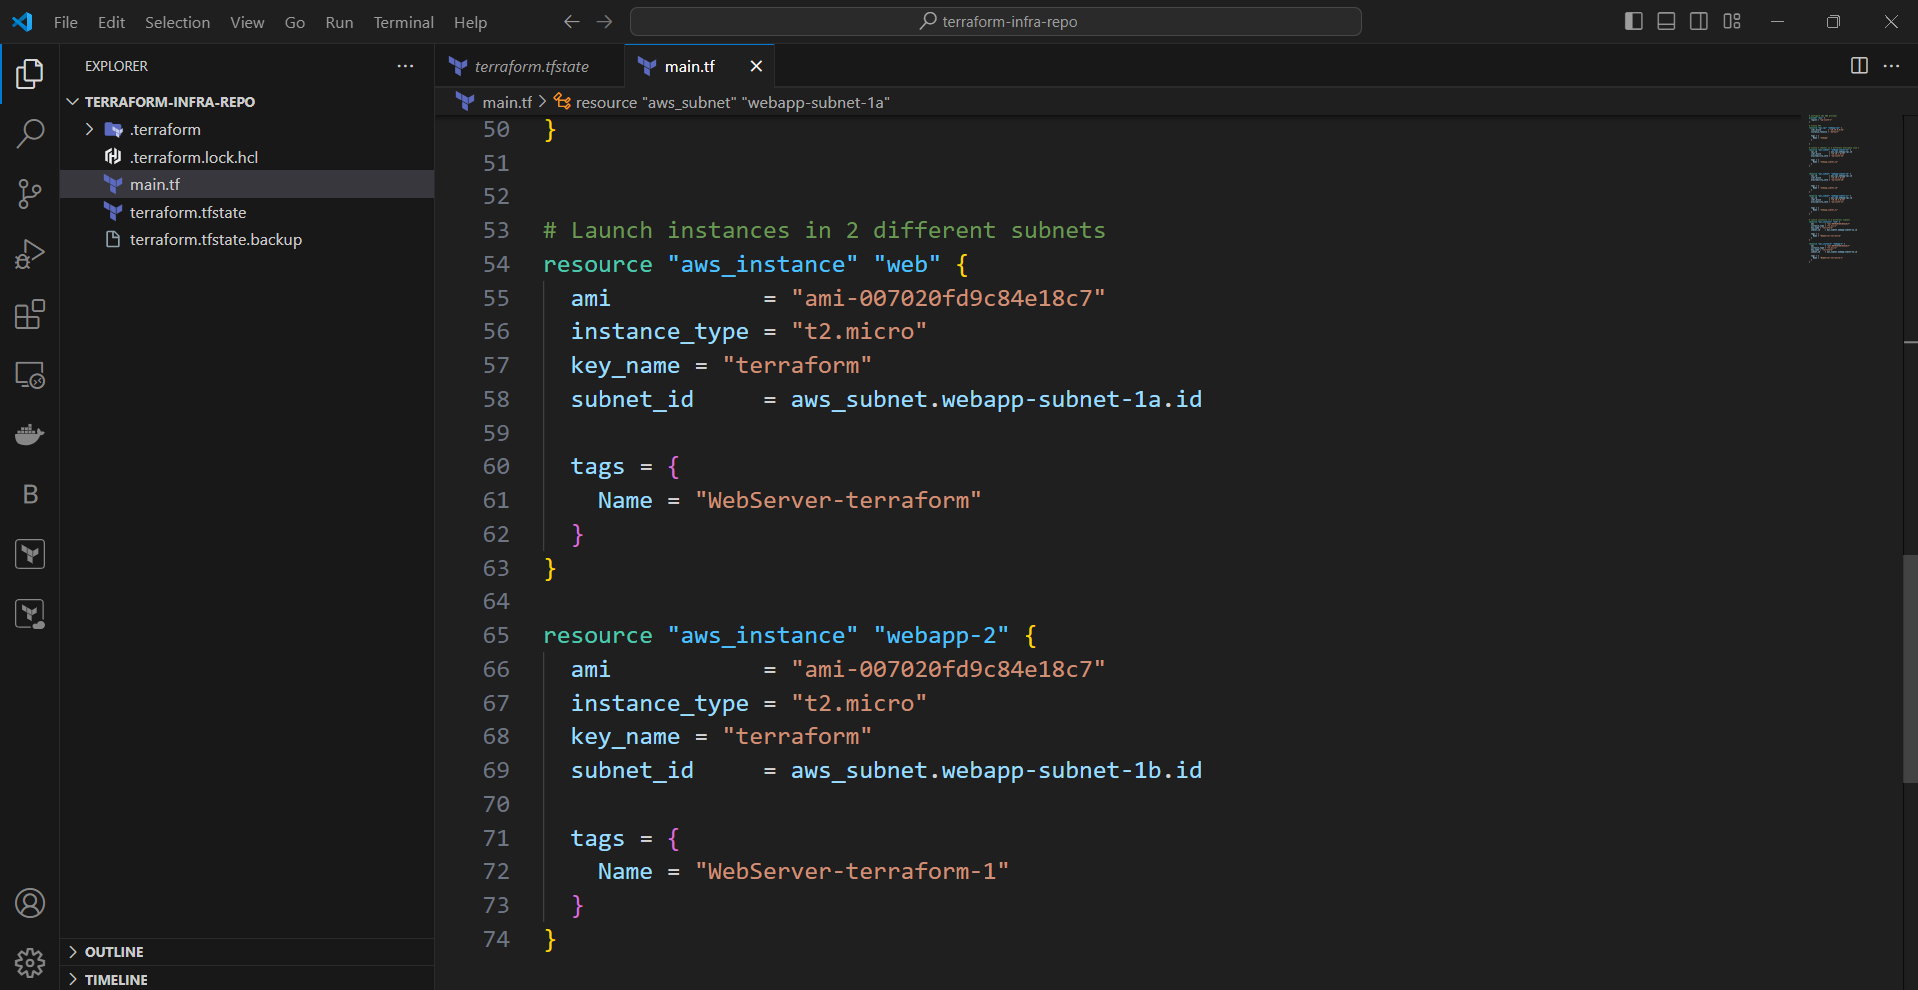 File Edit Selection View Go Run Terminal Help
terraform-infra-repo
EXPLORER
TERRAFORM-INFRA-REPO
.terraform
.terraform.lock.hcl
main.tf
terraform.tfstate
terraform.tfstate.backup
OUTLINE
TIMELINE
B
terraform.tfstate main.tf
main.tf > resource "aws_subnet" "webapp-subnet-1a"
50 }
51
52
53 # Launch instances in 2 different subnets
54 resource "aws_instance" "web" {
55   ami           = "ami-007020fd9c84e18c7"
56   instance_type = "t2.micro"
57   key_name = "terraform"
58   subnet_id     = aws_subnet.webapp-subnet-1a.id
59
60   tags = {
61     Name = "WebServer-terraform"
62   }
63 }
64
65 resource "aws_instance" "webapp-2" {
66   ami           = "ami-007020fd9c84e18c7"
67   instance_type = "t2.micro"
68   key_name = "terraform"
69   subnet_id     = aws_subnet.webapp-subnet-1b.id
70
71   tags = {
72     Name = "WebServer-terraform-1"
73   }
74 }